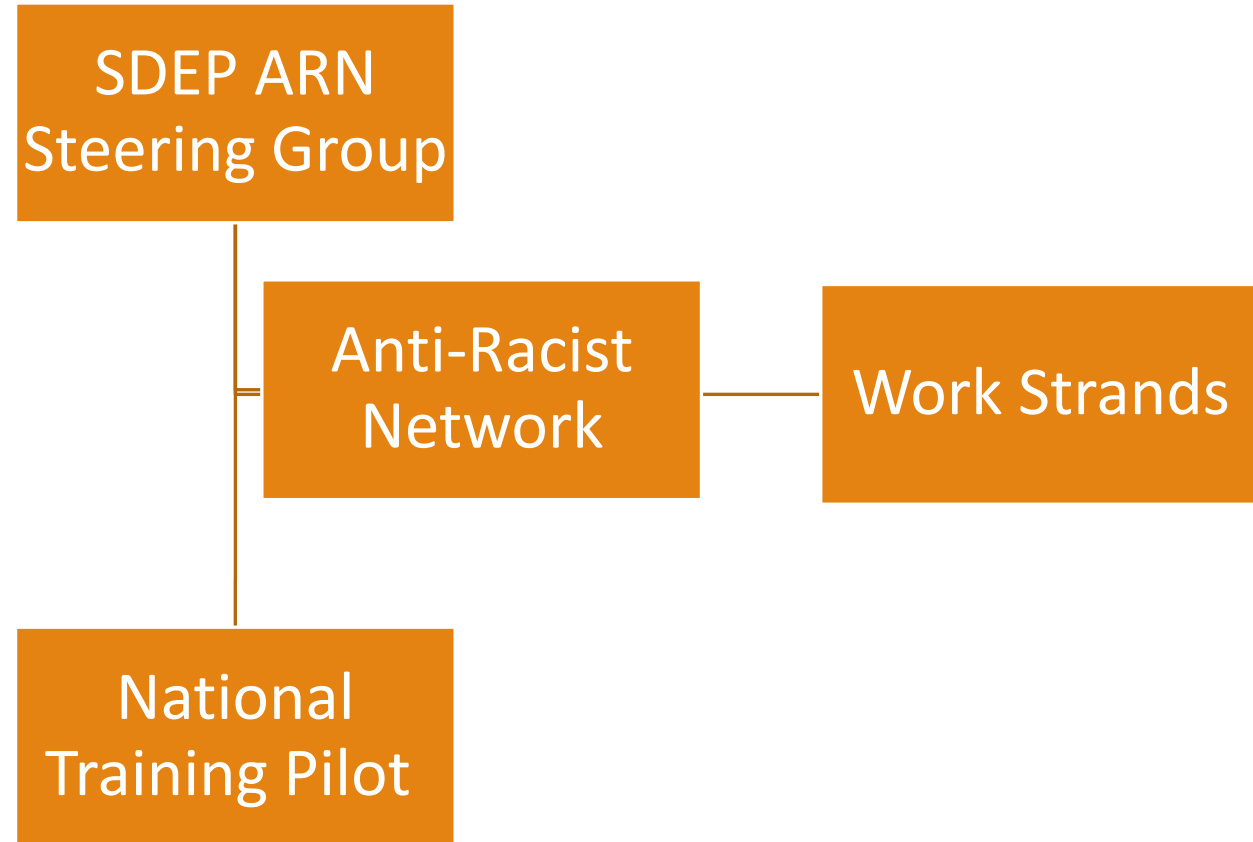 SDEP ARN
Steering Group
Anti-Racist
Network
Work Strands
National
Training Pilot